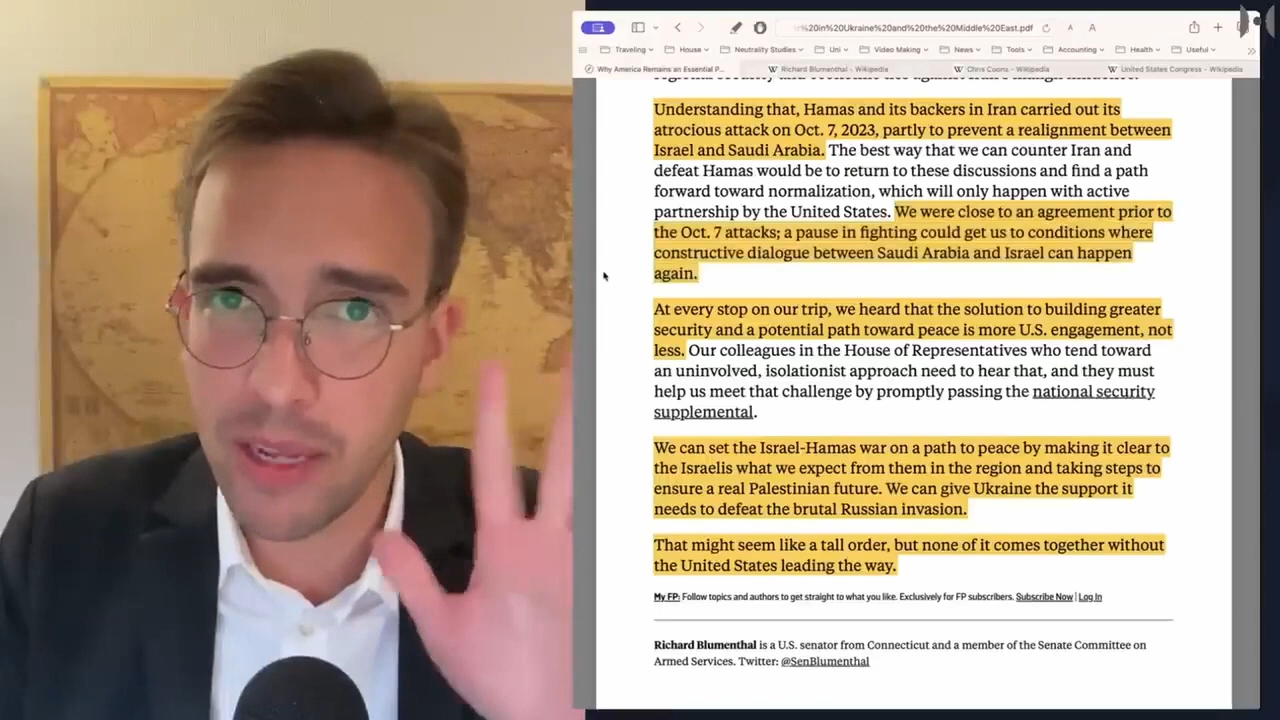 :r%20in%20Ukraine%20and%20the%20Middle%20East.pdf
A A
Traveling House Neutrality Studies Uni Video Making News Tools Accounting Health Useful
Why America Remains an Essential P... Richard Blumenthal - Wikipedia Chris Coons - Wikipedia United States Congress - Wikipedia
Understanding that, Hamas and its backers in Iran carried out its
atrocious attack on Oct. 7, 2023, partly to prevent a realignment between
Israel and Saudi Arabia. The best way that we can counter Iran and
defeat Hamas would be to return to these discussions and find a path
forward toward normalization, which will only happen with active
partnership by the United States. We were close to an agreement prior to
the Oct. 7 attacks; a pause in fighting could get us to conditions where
constructive dialogue between Saudi Arabia and Israel can happen
again.
At every stop on our trip, we heard that the solution to building greater
security and a potential path toward peace is more U.S. engagement, not
less. Our colleagues in the House of Representatives who tend toward
an uninvolved, isolationist approach need to hear that, and they must
help us meet that challenge by promptly passing the national security
supplemental.
We can set the Israel-Hamas war on a path to peace by making it clear to
the Israelis what we expect from them in the region and taking steps to
ensure a real Palestinian future. We can give Ukraine the support it
needs to defeat the brutal Russian invasion.
That might seem like a tall order, but none of it comes together without
the United States leading the way.
My FP: Follow topics and authors to get straight to what you like. Exclusively for FP subscribers. Subscribe Now | Log In
Richard Blumenthal is a U.S. senator from Connecticut and a member of the Senate Committee on
Armed Services. Twitter: @SenBlumenthal